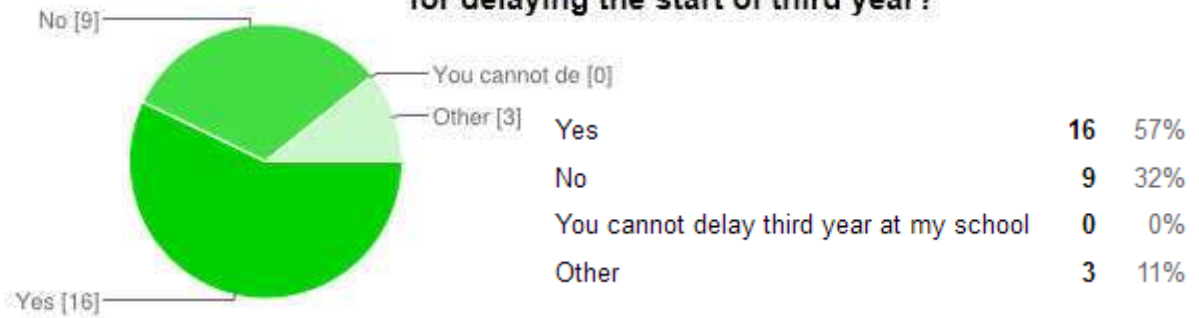 for delaying the start of third year?
No [9]
You cannot de [0]
Other [3]
Yes [16]
Yes 16 57%
No 9 32%
You cannot delay third year at my school 0 0%
Other 3 11%